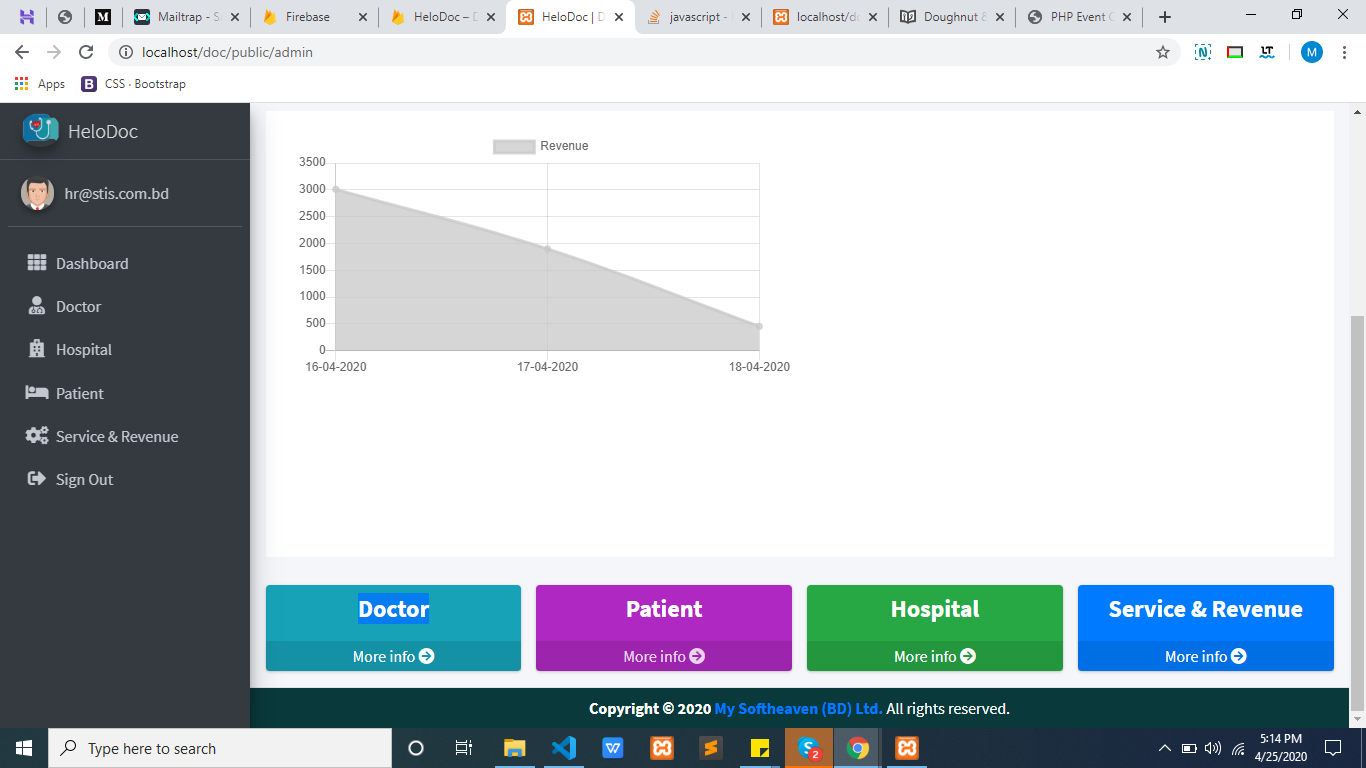 Mailtrap - S
Firebase
HeloDoc – D
HeloDoc | D
javascript -
localhost/do
Doughnut &
PHP Event C
localhost/doc/public/admin
M
Apps
B CSS · Bootstrap
HeloDoc
hr@stis.com.bd
Dashboard
Doctor
Hospital
Patient
Service & Revenue
Sign Out
Revenue
3500
3000
2500
2000
1500
1000
500
0
16-04-2020 17-04-2020 18-04-2020
Doctor Patient Hospital Service & Revenue
More info More info More info More info
Copyright © 2020 My Softheaven (BD) Ltd. All rights reserved.
Type here to search
2
5:14 PM
4/25/2020